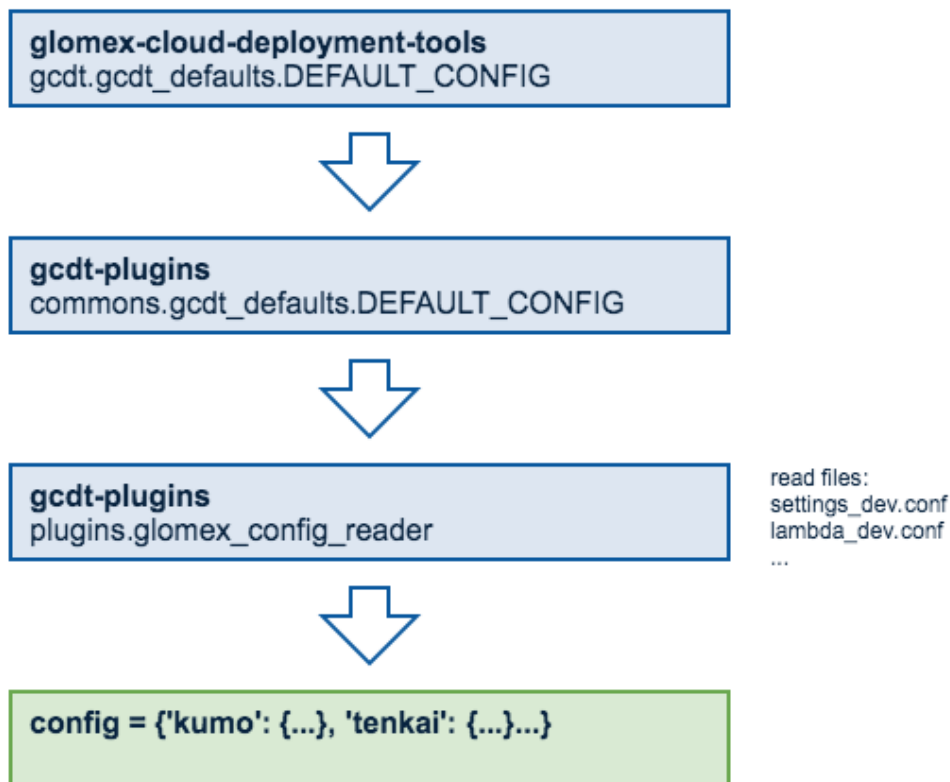 glomex-cloud-deployment-tools
gcdt.gcdt_defaults.DEFAULT_CONFIG
gcdt-plugins
commons.gcdt_defaults.DEFAULT_CONFIG
gcdt-plugins
plugins.glomex_config_reader
read files:
settings_dev.conf
lambda_dev.conf
...
config = {'kumo': {...}, 'tenkai': {...}...}